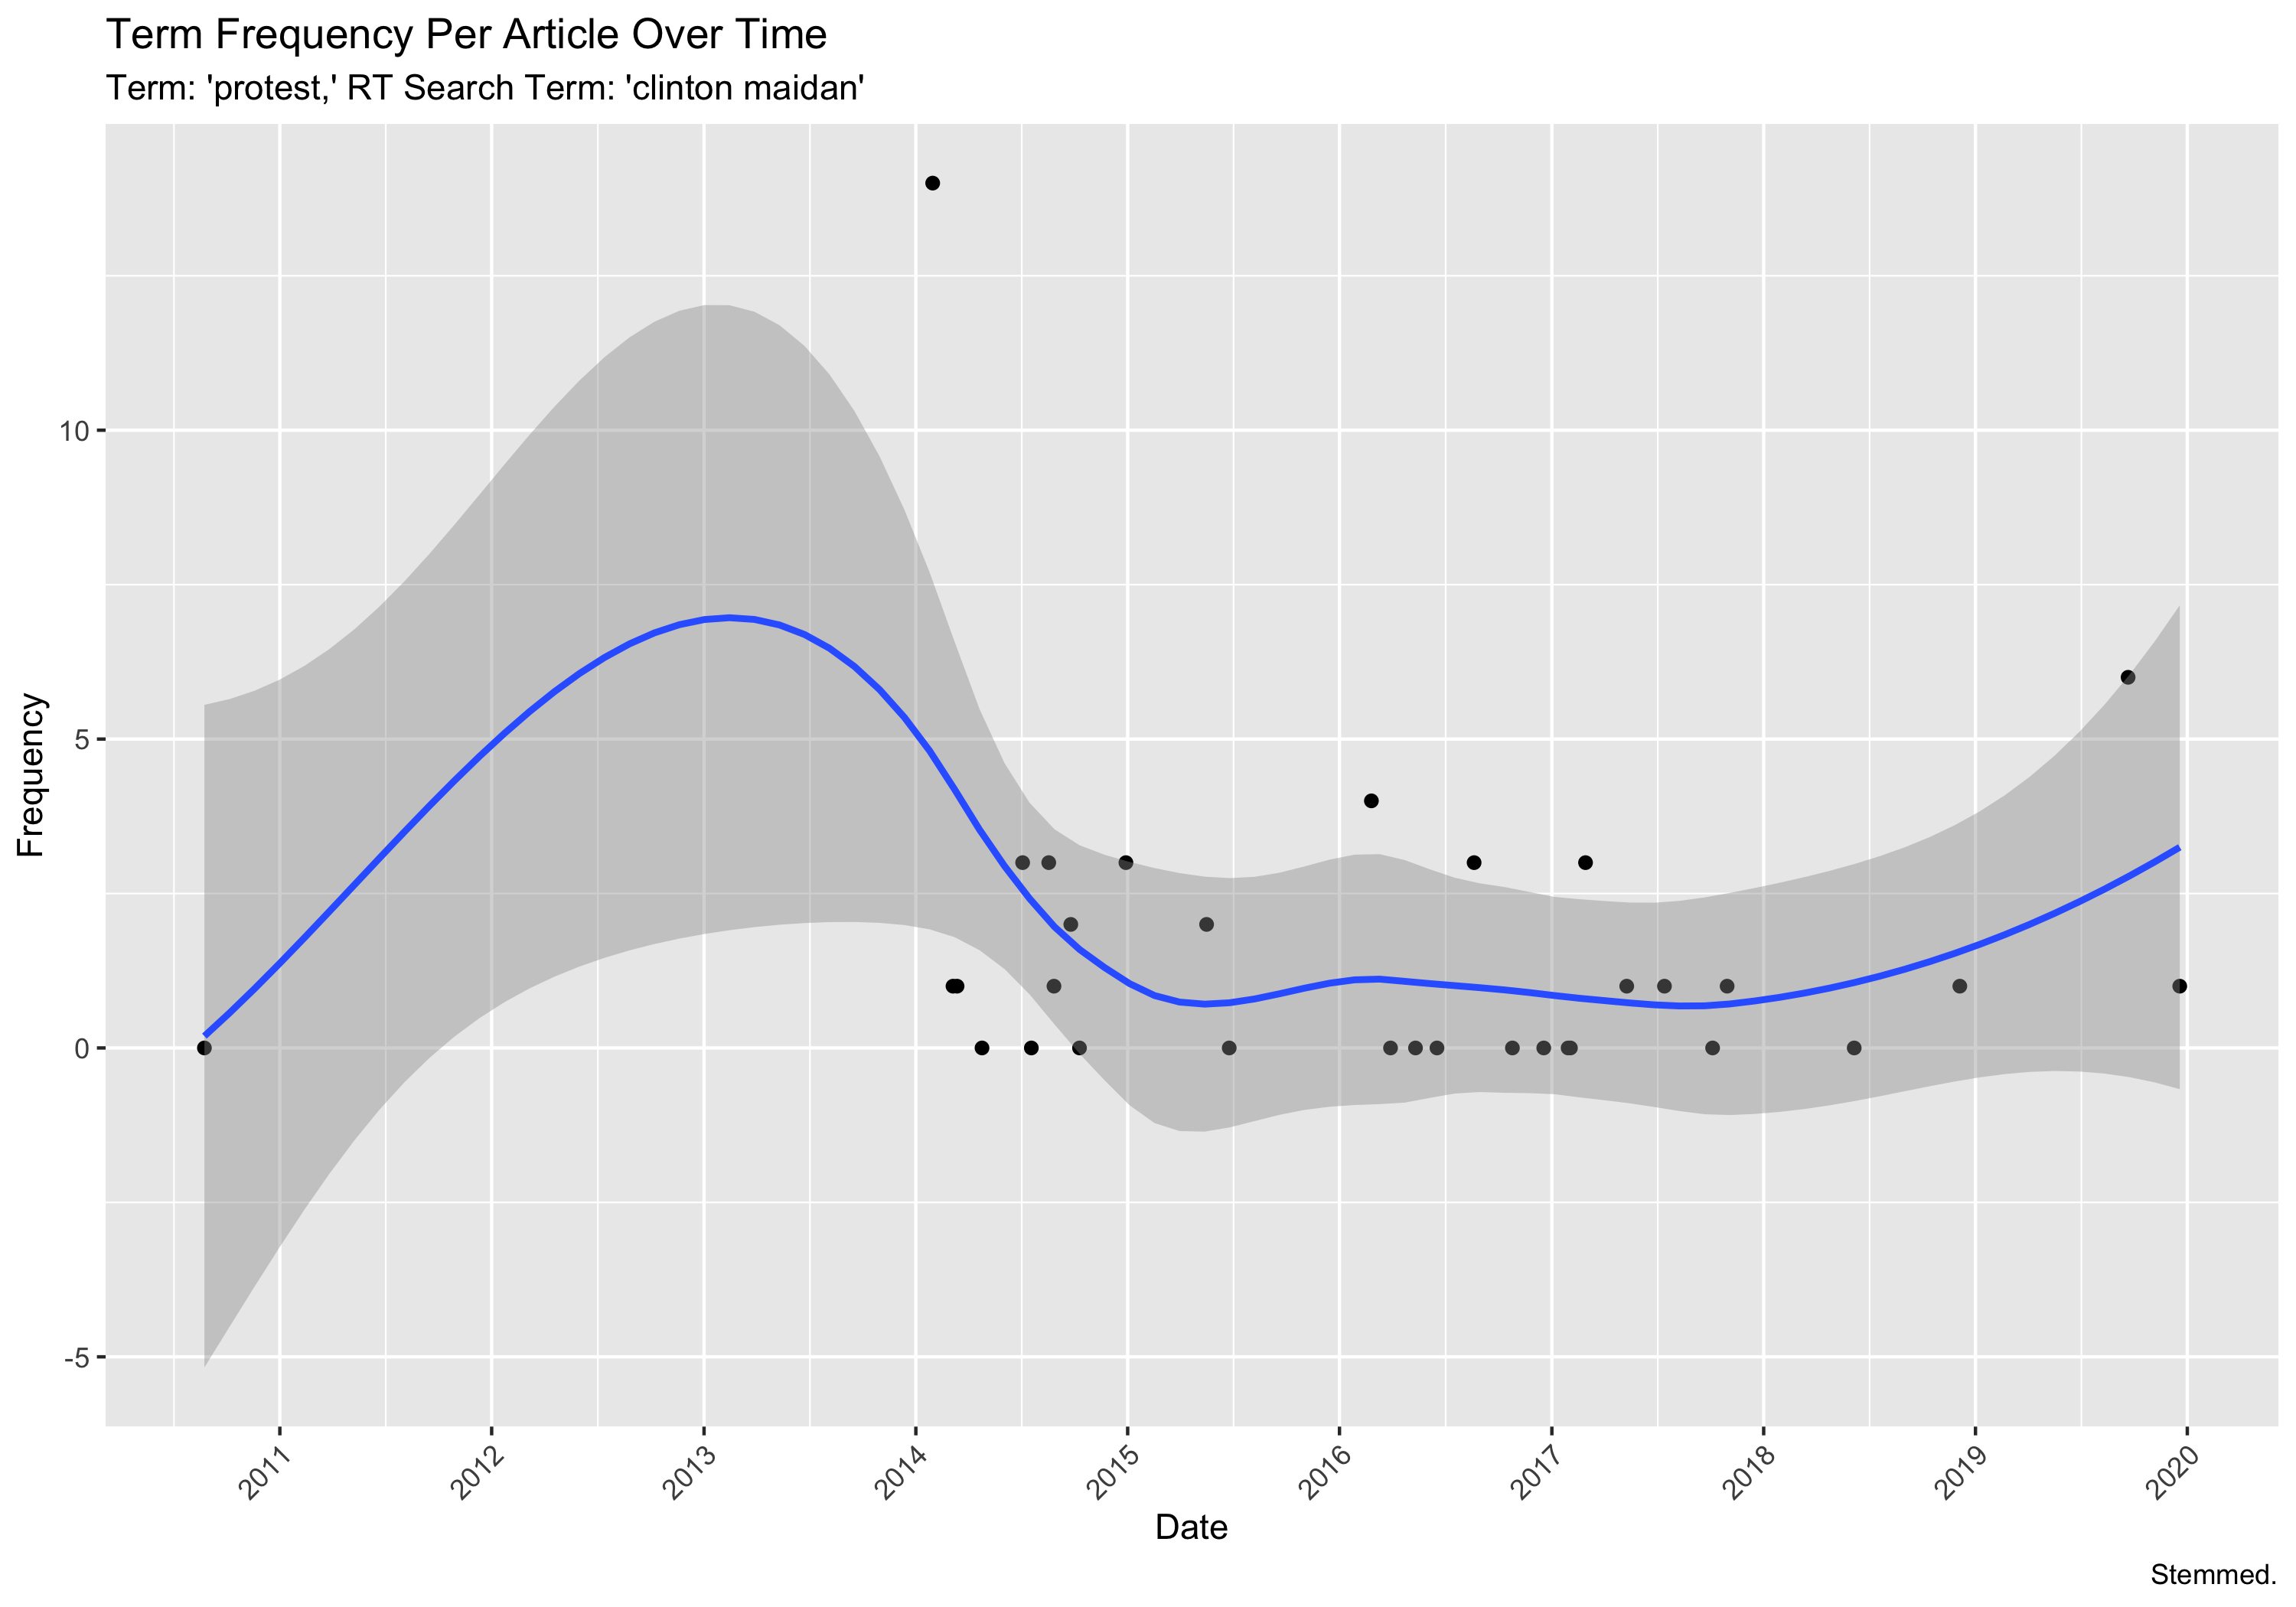 Term Frequency Per Article Over Time
Term: 'protest,' RT Search Term: 'clinton maidan'
Frequency
10
5
0
-5
2011
2012
2013
2014
2015
2016
2017
2018
2019
2020
Date
Stemmed.